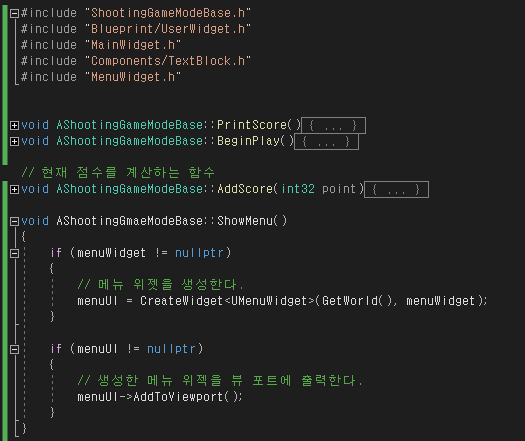 #include "ShootingGameModeBase.h"
#include "Blueprint/UserWidget.h"
#include "MainWidget.h"
#include "Components/TextBlock.h"
#include "MenuWidget.h"
void AShootingGameModeBase::PrintScore(){ ... }
void AShootingGameModeBase::BeginPlay(){ ... }
// 현재 점수를 계산하는 함수
void AShootingGameModeBase::AddScore(int32 point){ ... }
void AShootingGmaeModeBase::ShowMenu()
{
if (menuWidget != nullptr)
{
// 메뉴 위젯을 생성한다.
menuUI = CreateWidget<UMenuWidget>(GetWorld(), menuWidget);
}
if (menuUI != nullptr)
{
// 생성한 메뉴 위젝을 뷰 포트에 출력한다.
menuUI->AddToViewport();
}
}